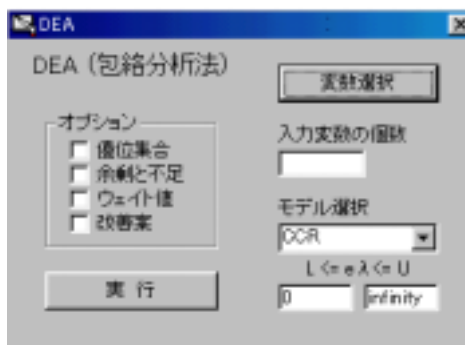 DEA
DEA（包絡分析法）
変数選択
オプション
優位集合
余剰と不足
ウェイト値
改善案
入力変数の個数
モデル選択
CCR
L <= e λ <= U
0 infinity
実 行